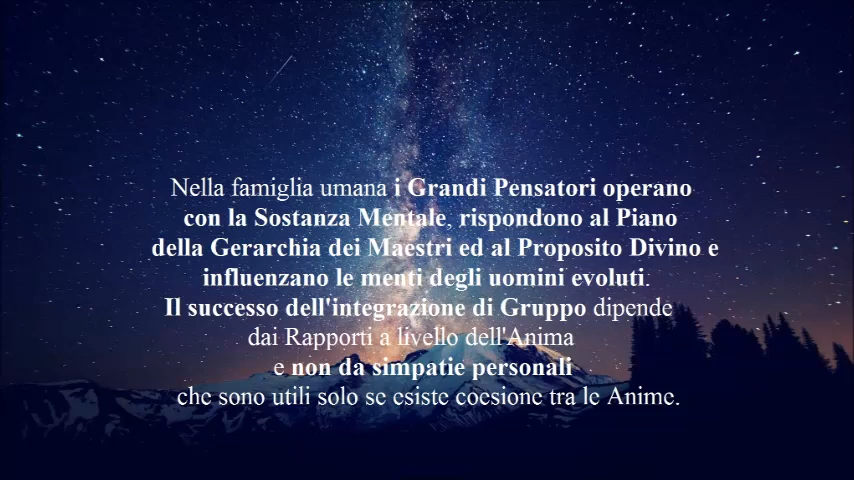 Nella famiglia umana i Grandi Pensatori operano
con la Sostanza Mentale, rispondono al Piano
della Gerarchia dei Maestri ed al Proposito Divino e
influenzano le menti degli uomini evoluti.
Il successo dell'integrazione di Gruppo dipende
dai Rapporti a livello dell'Anima
e non da simpatie personali
che sono utili solo se esiste coesione tra le Anime.